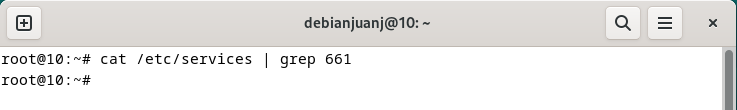 debianjuanj@10: ~
root@10:~# cat /etc/services | grep 661
root@10:~#